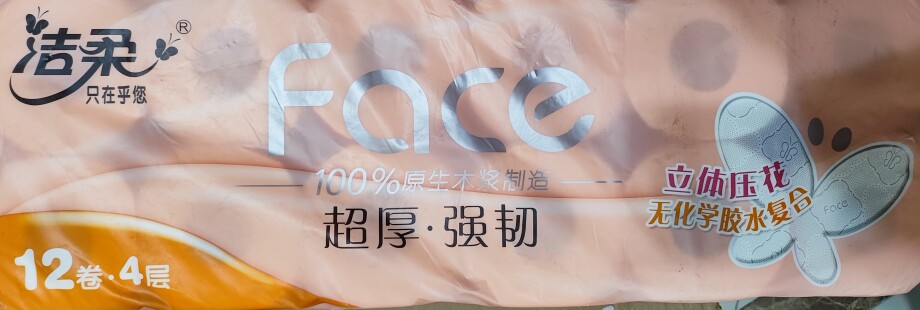 洁柔®
只在乎您
Face
100%原生木浆制造
超厚·强韧
立体压花
无化学胶水复合
Face
12卷·4层